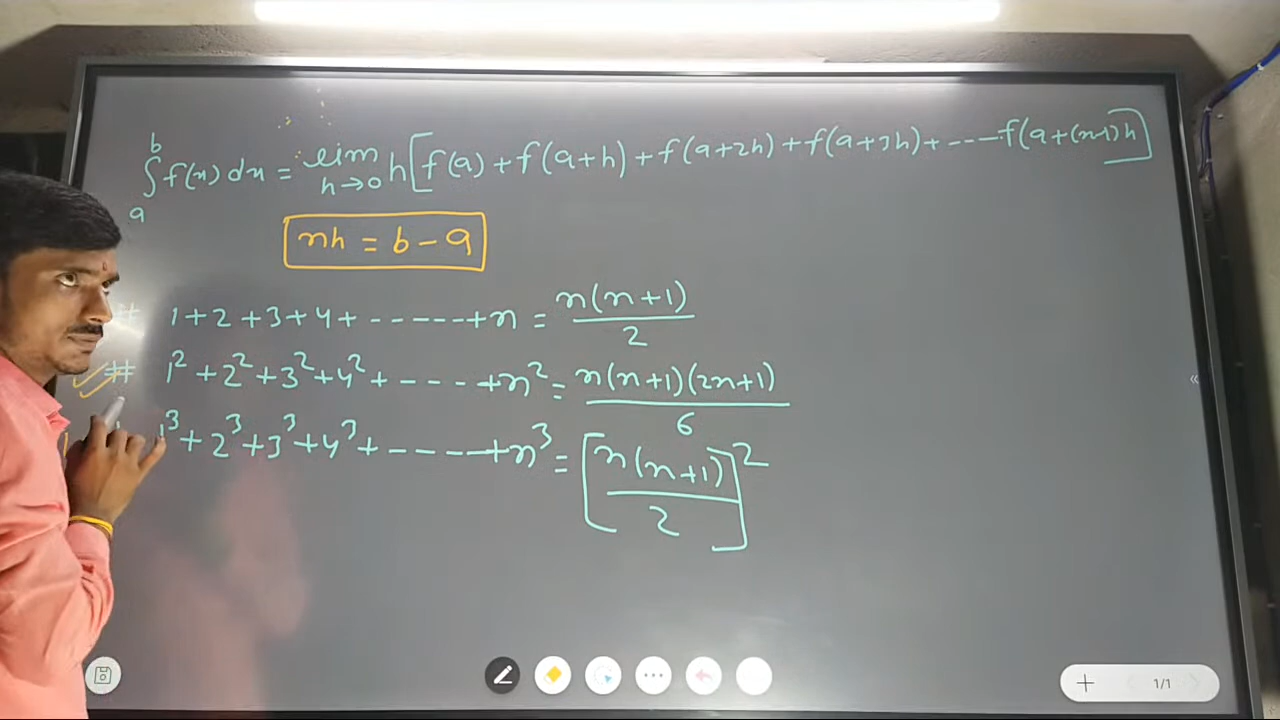 ∫ₐᵇ f(x) dx = lim h→0 h[f(a) + f(a+h) + f(a+2h) + f(a+3h) + ---- f(a+(n-1)h]
nh = b - a
# 1 + 2 + 3 + 4 + ------ + n = n(n+1)/2
# 1² + 2² + 3² + 4² + ---- + n² = n(n+1)(2n+1)/6
1³ + 2³ + 3³ + 4³ + ----- + n³ = [n(n+1)/2]²
1/1